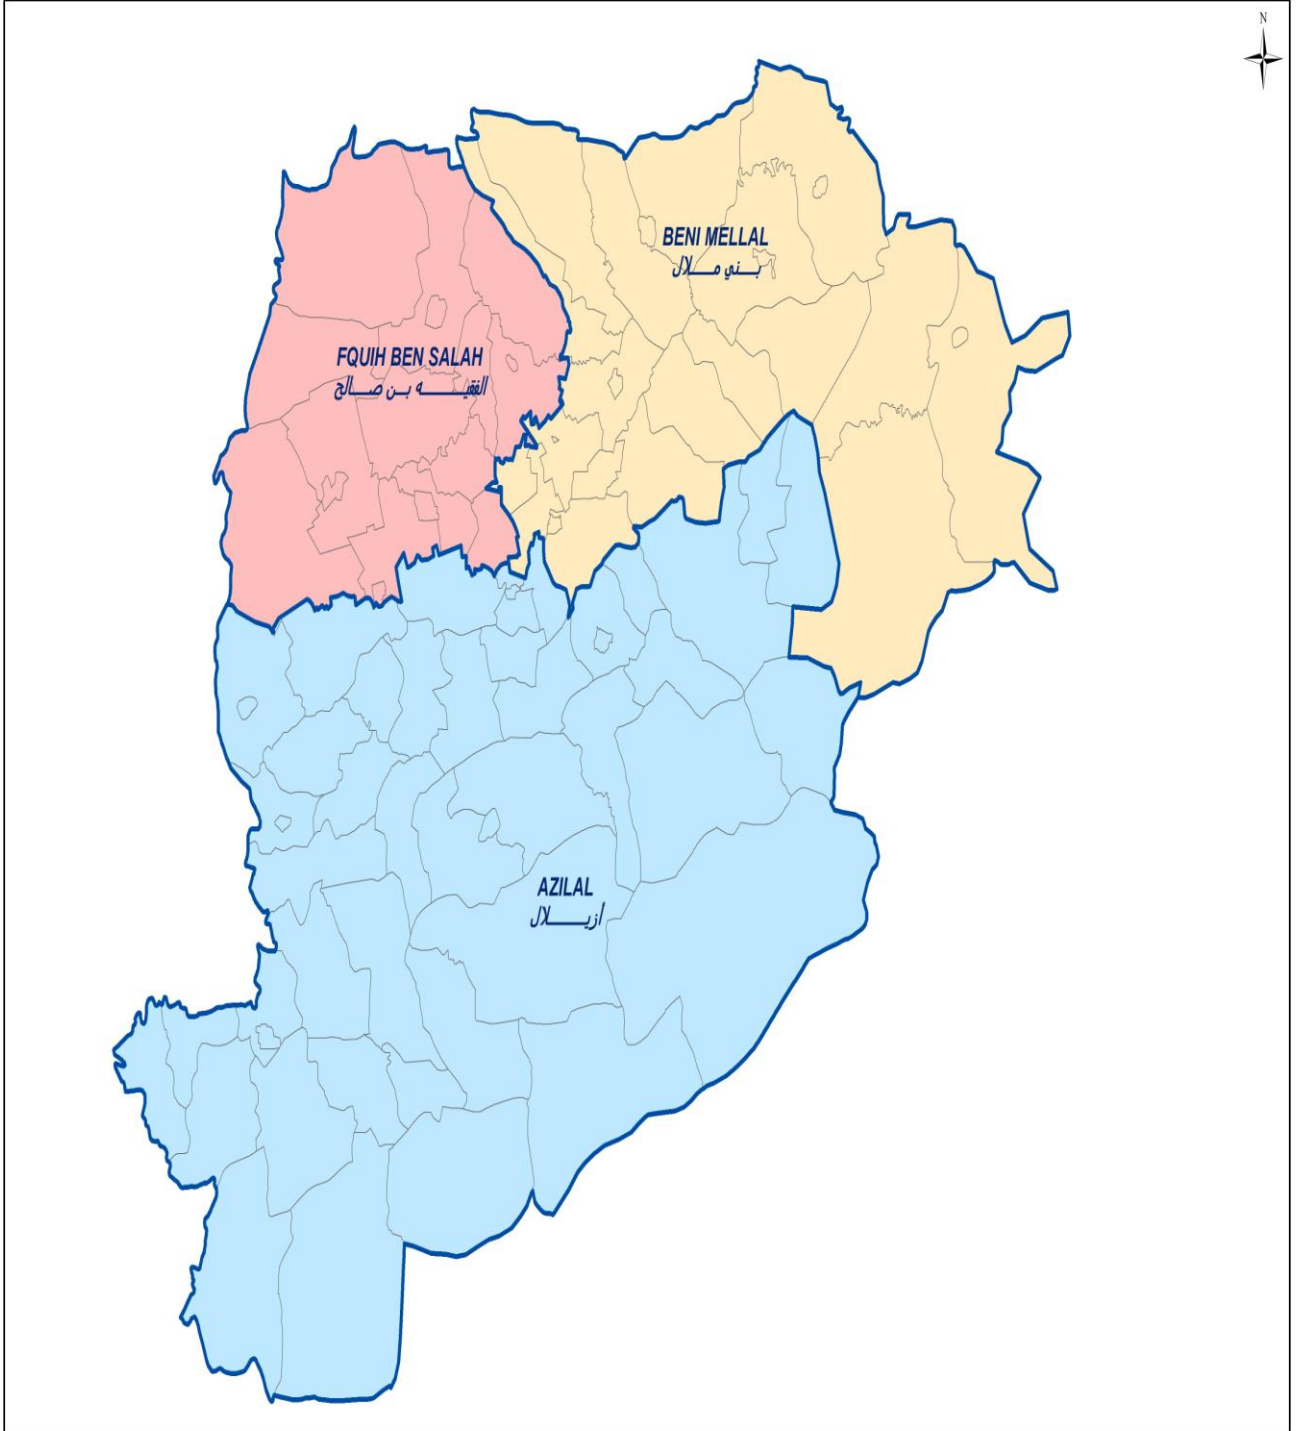 N
BENI MELLAL
بني ملال
FQUIH BEN SALAH
الفقيه بن صالح
AZILAL
أزيلال